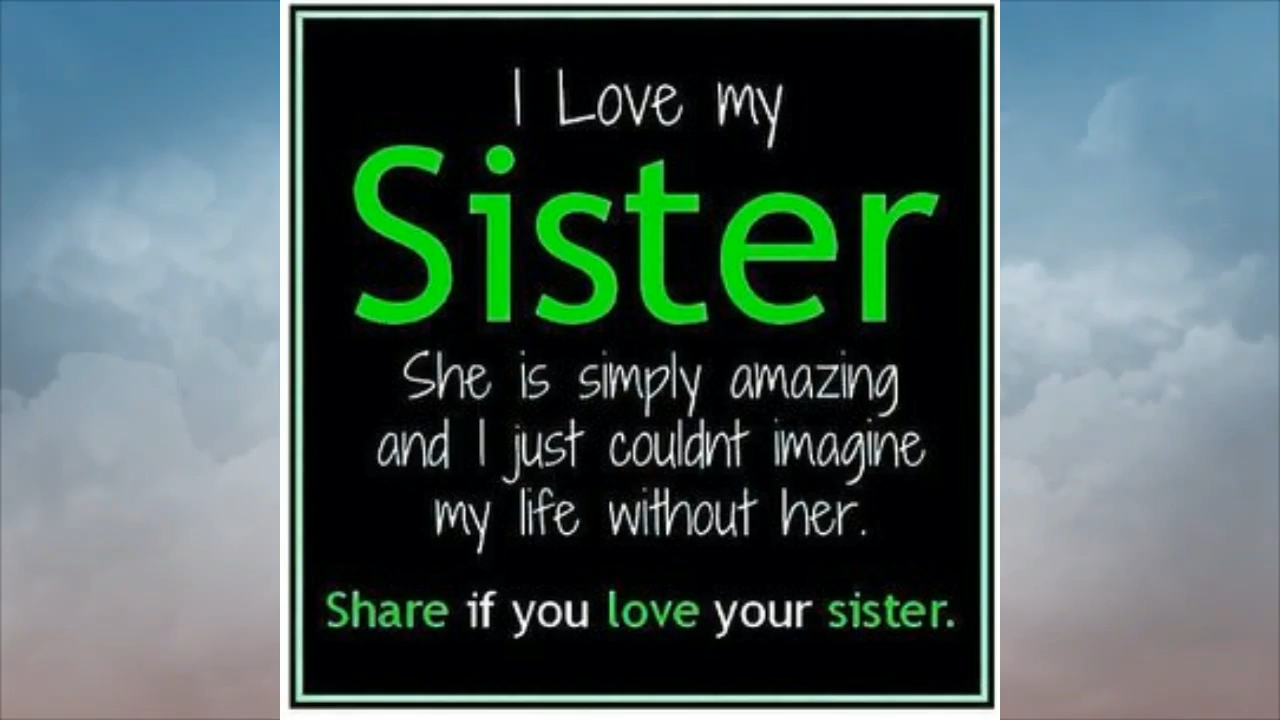 I Love my
Sister
She is simply amazing
and I just couldnt imagine
my life without her.
Share if you love your sister.